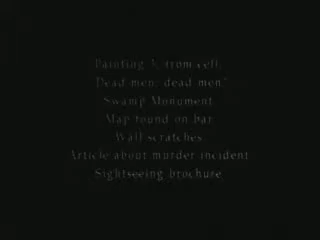 Painting 3, from cell,
"Dead men, dead men"
Swamp Monument
Map found on bar
Wall scratches
Article about murder incident
Sightseeing brochure